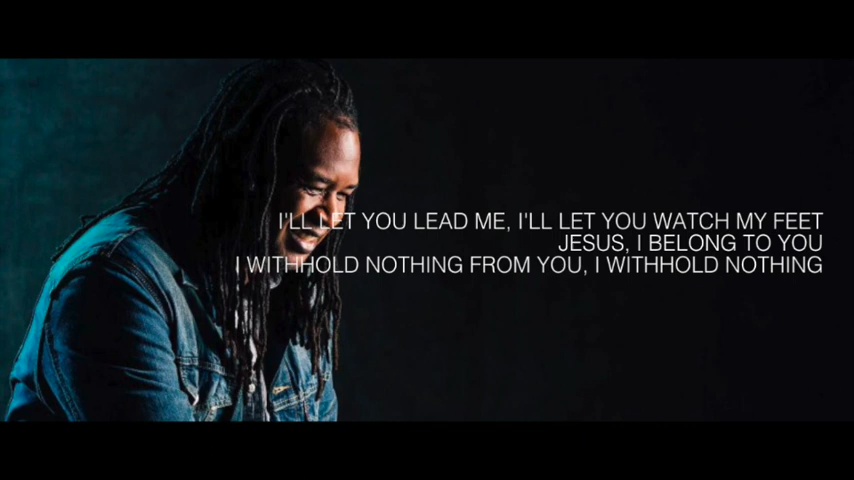 I'LL LET YOU LEAD ME, I'LL LET YOU WATCH MY FEET
JESUS, I BELONG TO YOU
I WITHHOLD NOTHING FROM YOU, I WITHHOLD NOTHING